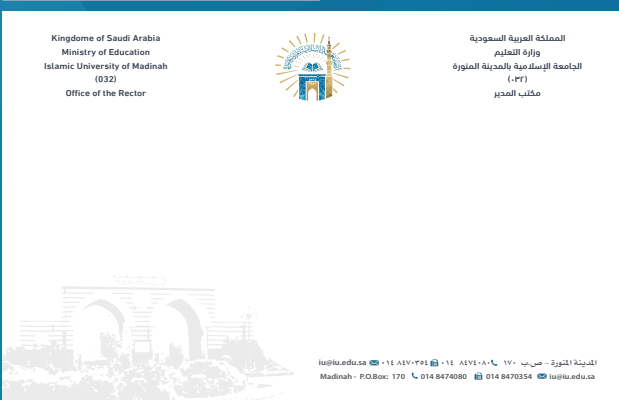 Kingdome of Saudi Arabia
Ministry of Education
Islamic University of Madinah
(032)
Office of the Rector
المملكة العربية السعودية
وزارة التعليم
الجامعة الإسلامية بالمدينة المنورة
(٠٣٢)
مكتب المدير
المدينة المنورة – ص.ب ١٧٠ ٠١٤ ٨٤٧٤٠٨٠ ٠١٤ ٨٤٧٠٣٥٤ iu@iu.edu.sa
Madinah - P.O.Box: 170 014 8474080 014 8470354 iu@iu.edu.sa